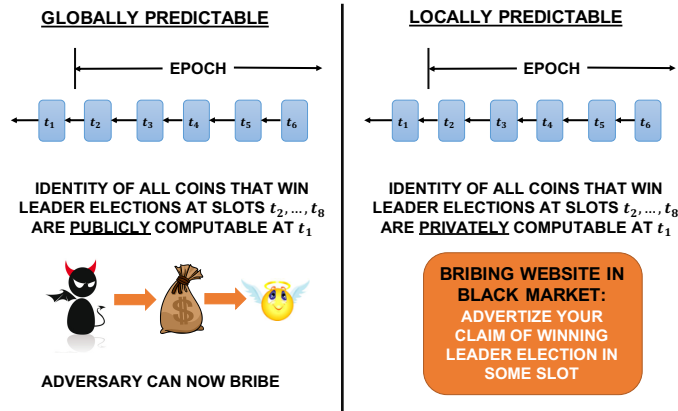 GLOBALLY PREDICTABLE
EPOCH
t₁ t₂ t₃ t₄ t₅ t₆
IDENTITY OF ALL COINS THAT WIN
LEADER ELECTIONS AT SLOTS t₂, ..., t₈
ARE PUBLICLY COMPUTABLE AT t₁
$
ADVERSARY CAN NOW BRIBE
LOCALLY PREDICTABLE
EPOCH
t₁ t₂ t₃ t₄ t₅ t₆
IDENTITY OF ALL COINS THAT WIN
LEADER ELECTIONS AT SLOTS t₂, ..., t₈
ARE PRIVATELY COMPUTABLE AT t₁
BRIBING WEBSITE IN
BLACK MARKET:
ADVERTIZE YOUR
CLAIM OF WINNING
LEADER ELECTION IN
SOME SLOT